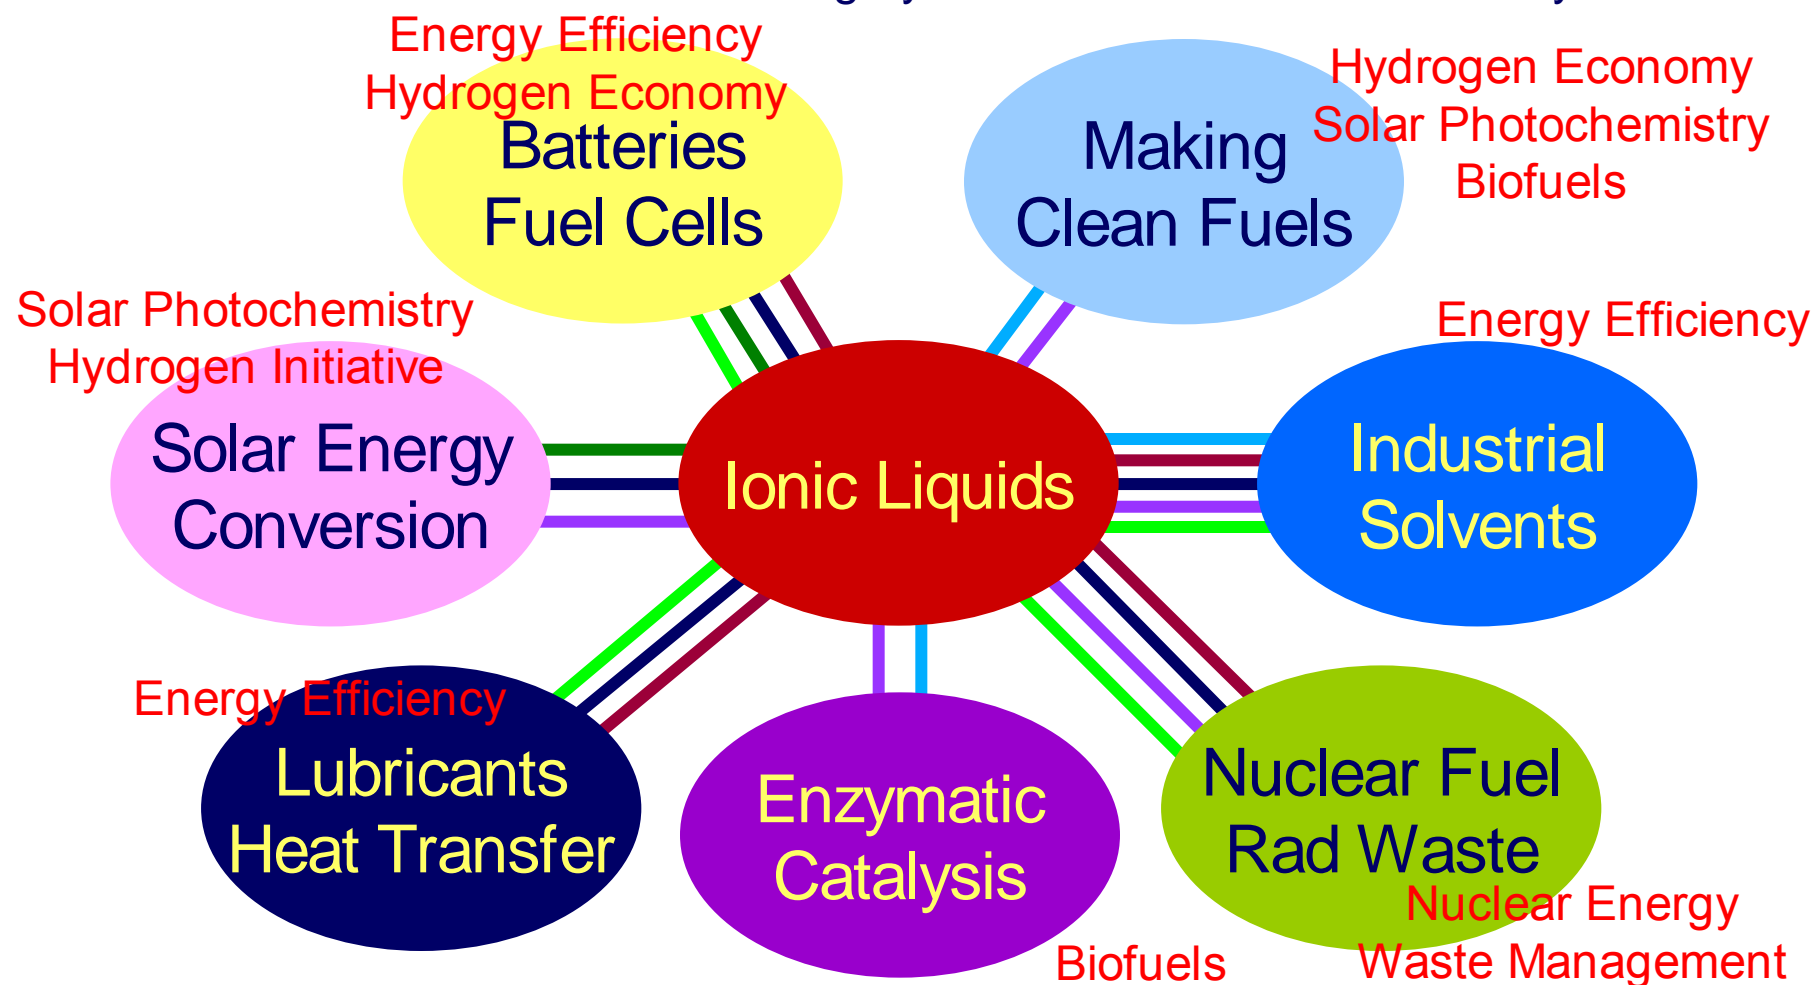 Energy Efficiency
Hydrogen Economy
Batteries
Fuel Cells
Hydrogen Economy
Solar Photochemistry
Biofuels
Making
Clean Fuels
Solar Photochemistry
Hydrogen Initiative
Solar Energy
Conversion
Ionic Liquids
Energy Efficiency
Industrial
Solvents
Energy Efficiency
Lubricants
Heat Transfer
Enzymatic
Catalysis
Biofuels
Nuclear Fuel
Rad Waste
Nuclear Energy
Waste Management